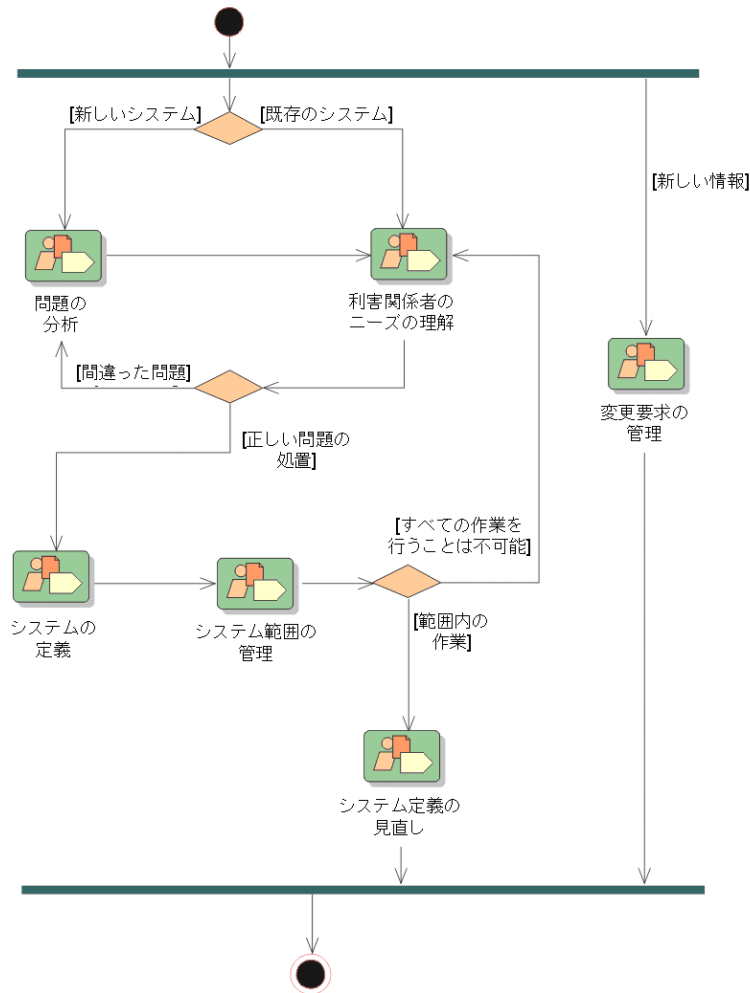 [新しいシステム]
[既存のシステム]
[新しい情報]
問題の
分析
利害関係者の
ニーズの理解
[間違った問題]
変更要求の
管理
[正しい問題の
処置]
[すべての作業を
行うことは不可能]
システムの
定義
システム範囲の
管理
[範囲内の
作業]
システム定義の
見直し